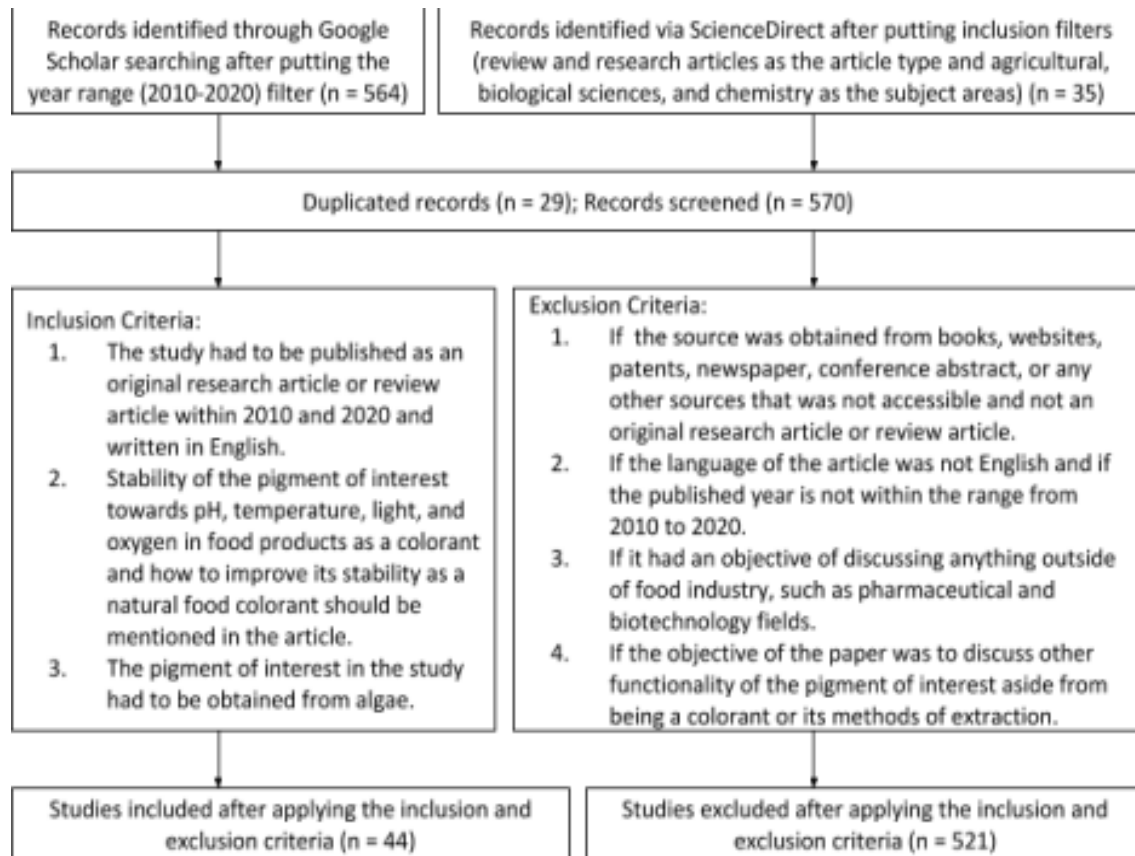 Records identified through Google
Scholar searching after putting the
year range (2010-2020) filter (n = 564)
Records identified via ScienceDirect after putting inclusion filters
(review and research articles as the article type and agricultural,
biological sciences, and chemistry as the subject areas) (n = 35)
Duplicated records (n = 29); Records screened (n = 570)
Inclusion Criteria:
1. The study had to be published as an
original research article or review
article within 2010 and 2020 and
written in English.
2. Stability of the pigment of interest
towards pH, temperature, light, and
oxygen in food products as a colorant
and how to improve its stability as a
natural food colorant should be
mentioned in the article.
3. The pigment of interest in the study
had to be obtained from algae.
Exclusion Criteria:
1. If the source was obtained from books, websites,
patents, newspaper, conference abstract, or any
other sources that was not accessible and not an
original research article or review article.
2. If the language of the article was not English and if
the published year is not within the range from
2010 to 2020.
3. If it had an objective of discussing anything outside
of food industry, such as pharmaceutical and
biotechnology fields.
4. If the objective of the paper was to discuss other
functionality of the pigment of interest aside from
being a colorant or its methods of extraction.
Studies included after applying the inclusion and
exclusion criteria (n = 44)
Studies excluded after applying the inclusion and
exclusion criteria (n = 521)